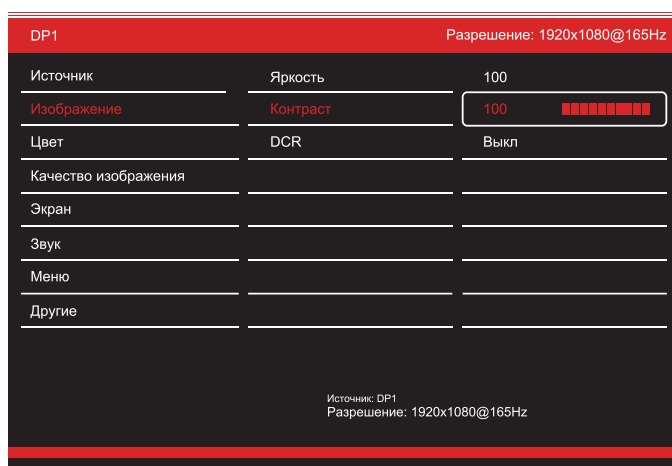 DP1 Разрешение: 1920x1080@165Hz
Источник Яркость 100
Изображение Контраст 100
Цвет DCR Выкл
Качество изображения
Экран
Звук
Меню
Другие
Источник: DP1
Разрешение: 1920x1080@165Hz